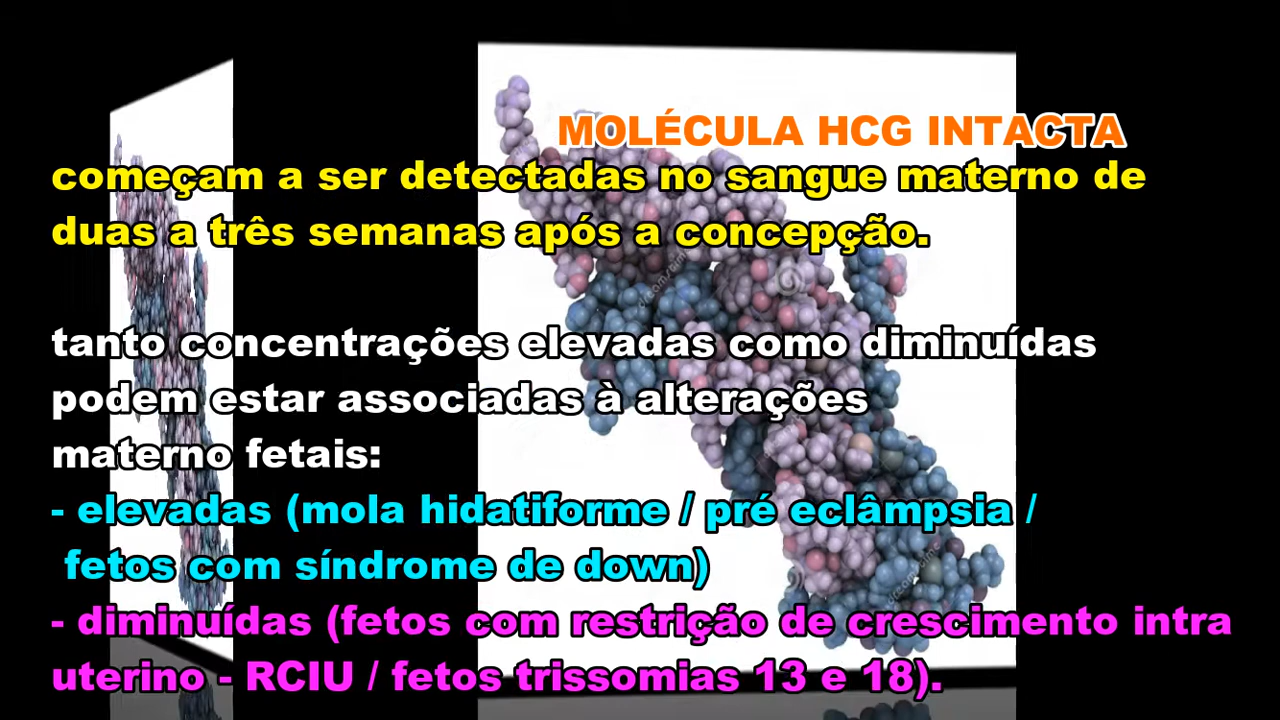 MOLÉCULA HCG INTACTA
começam a ser detectadas no sangue materno de
duas a três semanas após a concepção.
tanto concentrações elevadas como diminuídas
podem estar associadas à alterações
materno fetais:
- elevadas (mola hidatiforme / pré eclâmpsia /
fetos com síndrome de down)
- diminuídas (fetos com restrição de crescimento intra
uterino - RCIU / fetos trissomias 13 e 18).